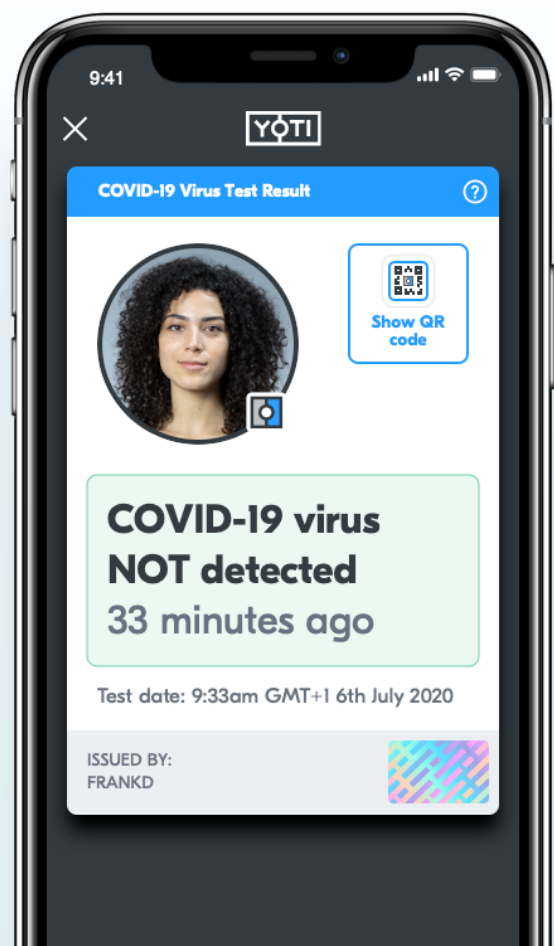 9:41
YOTI
COVID-19 Virus Test Result
?
Show QR
code
COVID-19 virus
NOT detected
33 minutes ago
Test date: 9:33am GMT+1 6th July 2020
ISSUED BY:
FRANKD